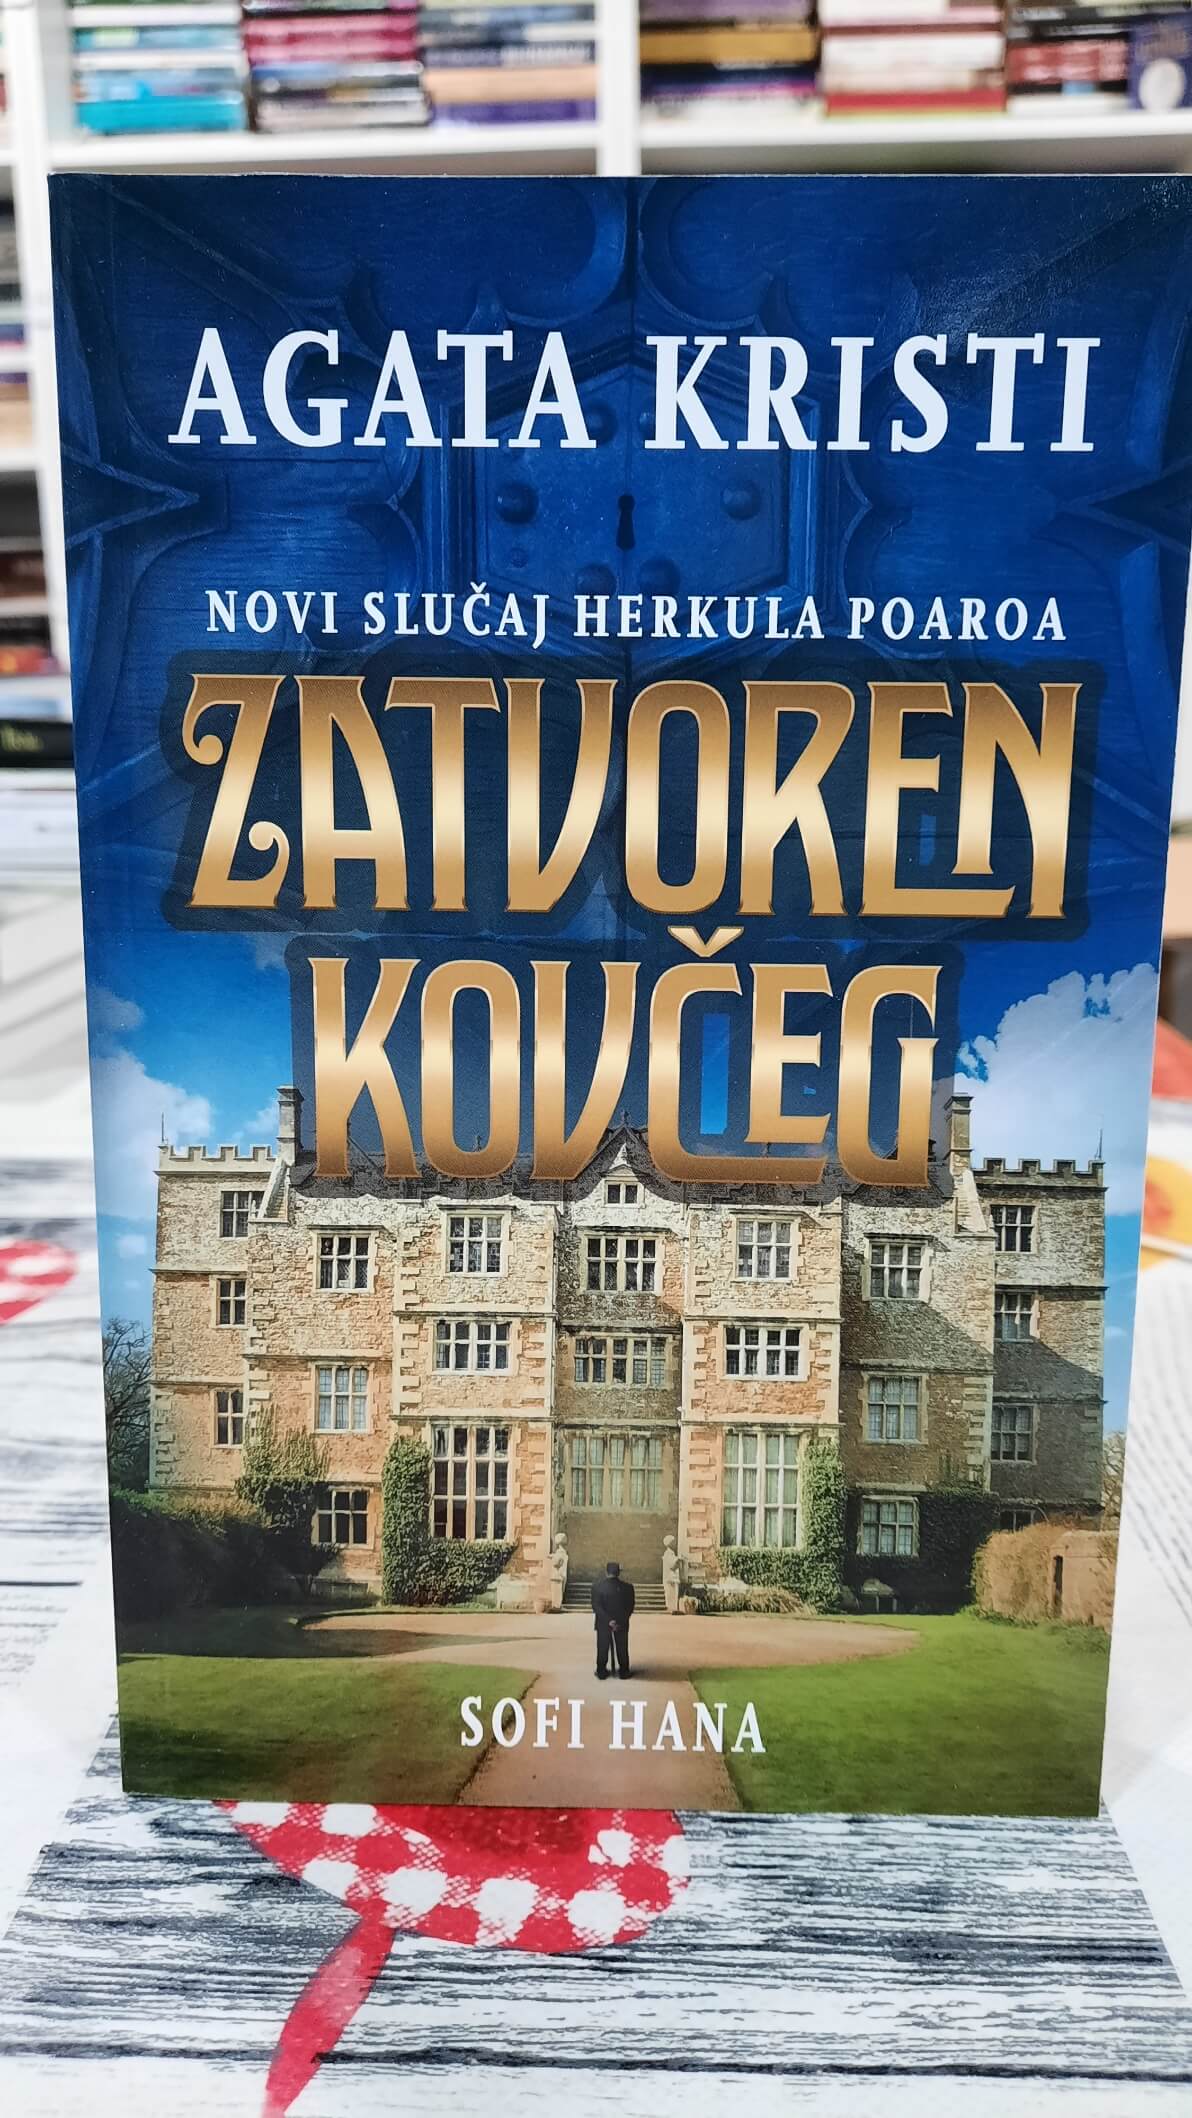 AGATA KRISTI
NOVI SLUČAJ HERKULA POAROA
ZATVOREN
KOVČEG
SOFI HANA